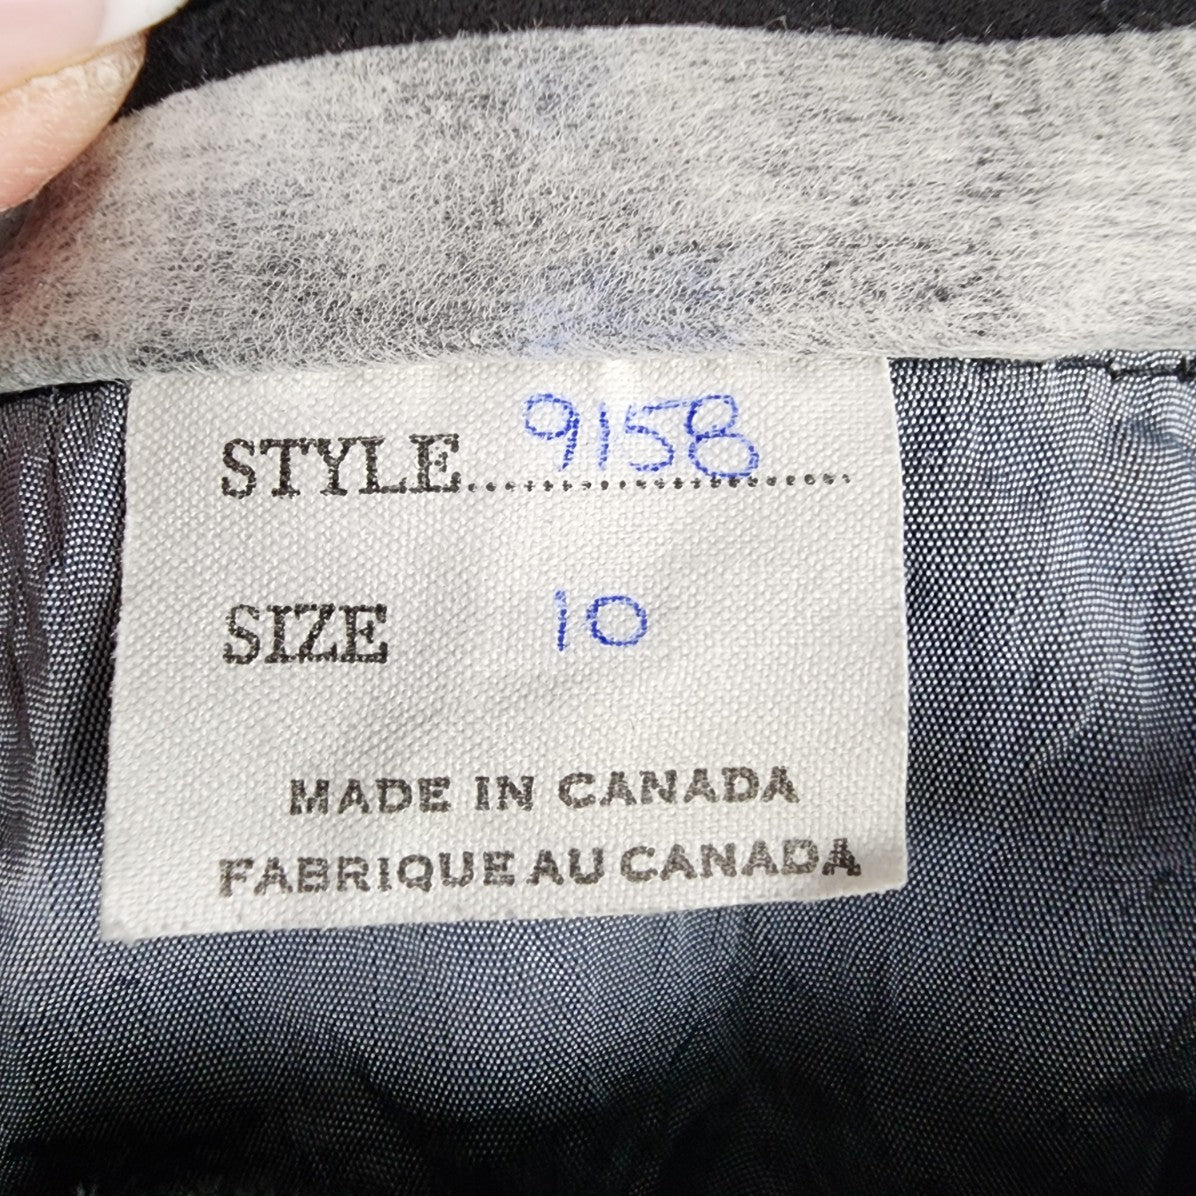 STYLE.......9158.......
SIZE 10
MADE IN CANADA
FABRIQUE AU CANADA